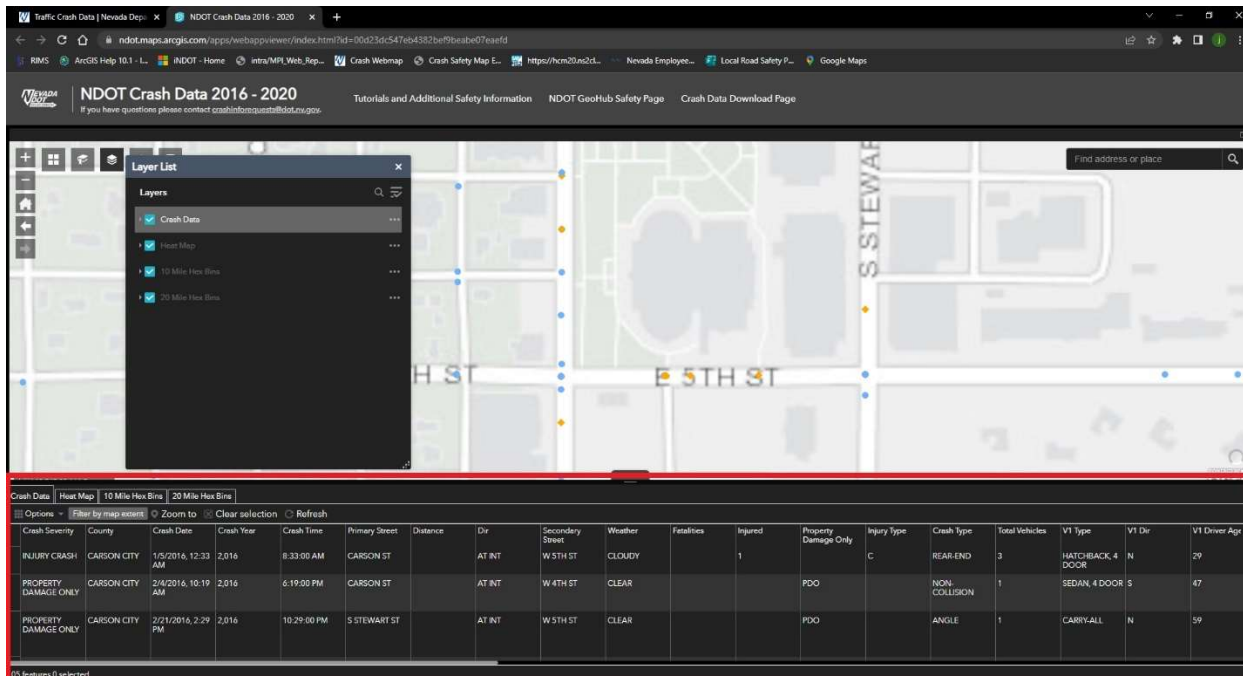 Traffic Crash Data | Nevada Depa
NDOT Crash Data 2016 - 2020
ndot.maps.arcgis.com/apps/webappviewer/index.html?id=00d23dc547eb4382bef9beabe07eaefd
RIMS
ArcGIS Help 10.1 - L...
iNDOT - Home
intra/MPI_Web_Rep...
Crash Webmap
Crash Safety Map E...
https://hcm20.ns2cl...
Nevada Employee...
Local Road Safety P...
Google Maps
NEVADA DOT
NDOT Crash Data 2016 - 2020
If you have questions please contact crashinforequests@dot.nv.gov.
Tutorials and Additional Safety Information
NDOT GeoHub Safety Page
Crash Data Download Page
Find address or place
Layer List
Layers
Crash Data
Heat Map
10 Mile Hex Bins
20 Mile Hex Bins
S STEWAR
H ST
E 5TH ST
Crash Data Heat Map 10 Mile Hex Bins 20 Mile Hex Bins
Options Filter by map extent Zoom to Clear selection Refresh
Crash Severity County Crash Date Crash Year Crash Time Primary Street Distance Dir Secondary Street Weather Fatalities Injured Property Damage Only Injury Type Crash Type Total Vehicles V1 Type V1 Dir V1 Driver Age
INJURY CRASH CARSON CITY 1/5/2016, 12:33 AM 2,016 8:33:00 AM CARSON ST AT INT W 5TH ST CLOUDY 1 C REAR-END 3 HATCHBACK, 4 DOOR N 29
PROPERTY DAMAGE ONLY CARSON CITY 2/4/2016, 10:19 AM 2,016 6:19:00 PM CARSON ST AT INT W 4TH ST CLEAR PDO NON-COLLISION 1 SEDAN, 4 DOOR S 47
PROPERTY DAMAGE ONLY CARSON CITY 2/21/2016, 2:29 PM 2,016 10:29:00 PM S STEWART ST AT INT W 5TH ST CLEAR PDO ANGLE 1 CARRY-ALL N 59
05 features 0 selected